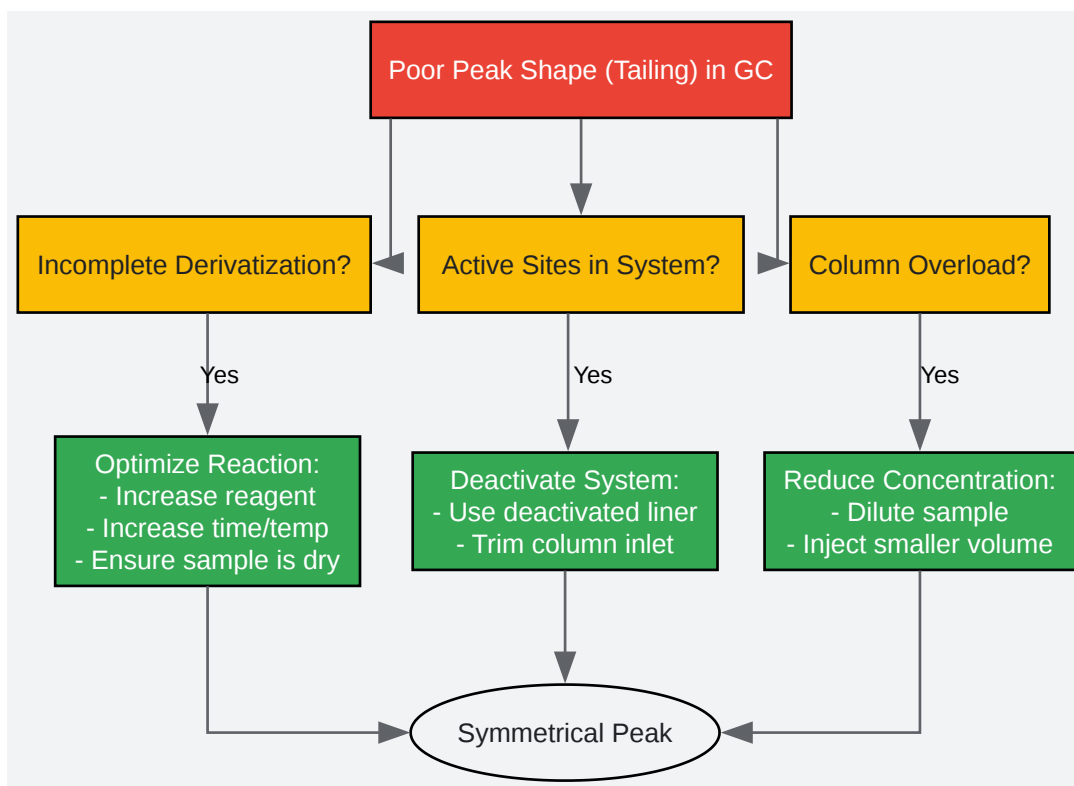 Poor Peak Shape (Tailing) in GC
Incomplete Derivatization?
Active Sites in System?
Column Overload?
Yes
Yes
Yes
Optimize Reaction:
- Increase reagent
- Increase time/temp
- Ensure sample is dry
Deactivate System:
- Use deactivated liner
- Trim column inlet
Reduce Concentration:
- Dilute sample
- Inject smaller volume
Symmetrical Peak